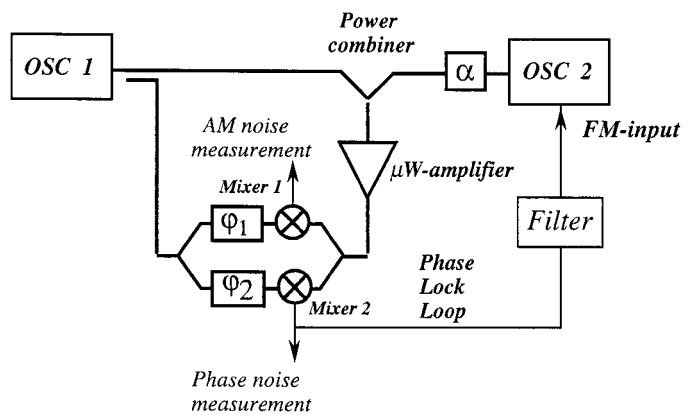 Power
combiner
OSC 1
α
OSC 2
AM noise
measurement
FM-input
μW-amplifier
Mixer 1
φ1
Filter
φ2
Mixer 2
Phase
Lock
Loop
Phase noise
measurement